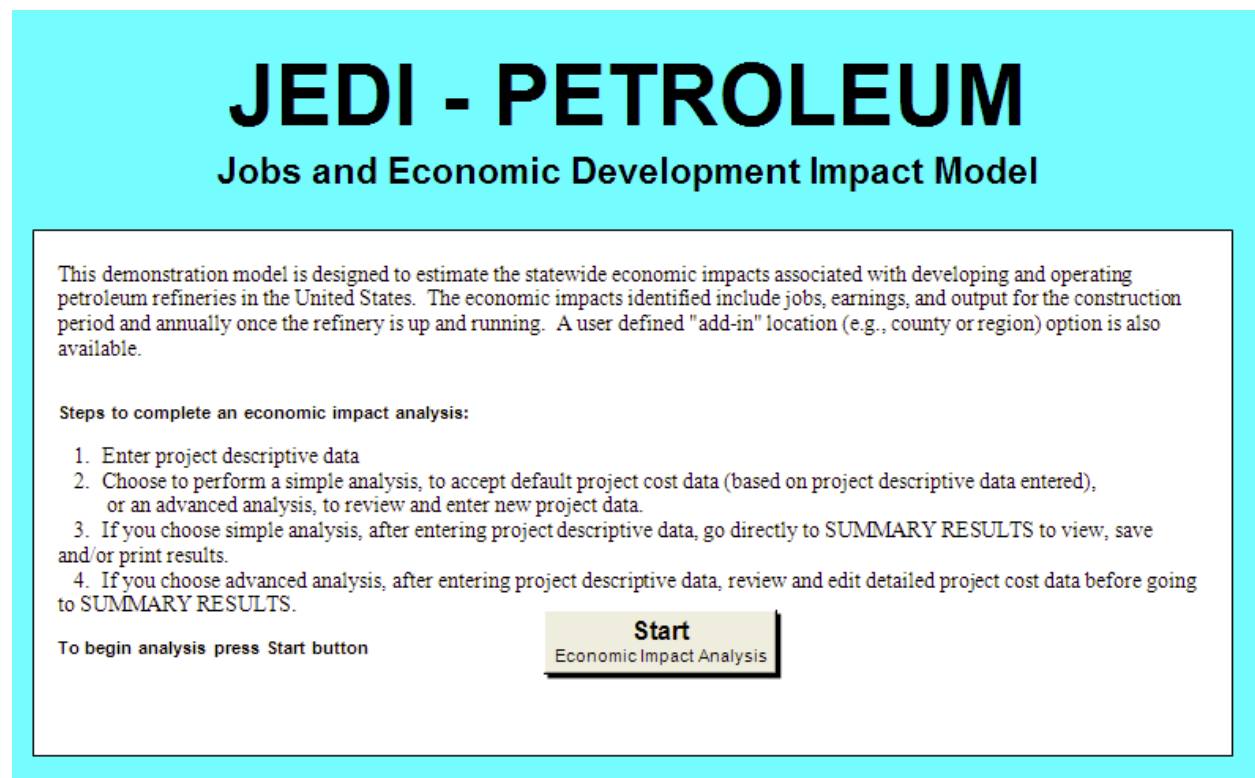 JEDI - PETROLEUM
Jobs and Economic Development Impact Model
This demonstration model is designed to estimate the statewide economic impacts associated with developing and operating
petroleum refineries in the United States. The economic impacts identified include jobs, earnings, and output for the construction
period and annually once the refinery is up and running. A user defined "add-in" location (e.g., county or region) option is also
available.
Steps to complete an economic impact analysis:
1. Enter project descriptive data
2. Choose to perform a simple analysis, to accept default project cost data (based on project descriptive data entered),
or an advanced analysis, to review and enter new project data.
3. If you choose simple analysis, after entering project descriptive data, go directly to SUMMARY RESULTS to view, save
and/or print results.
4. If you choose advanced analysis, after entering project descriptive data, review and edit detailed project cost data before going
to SUMMARY RESULTS.
To begin analysis press Start button
Start
Economic Impact Analysis